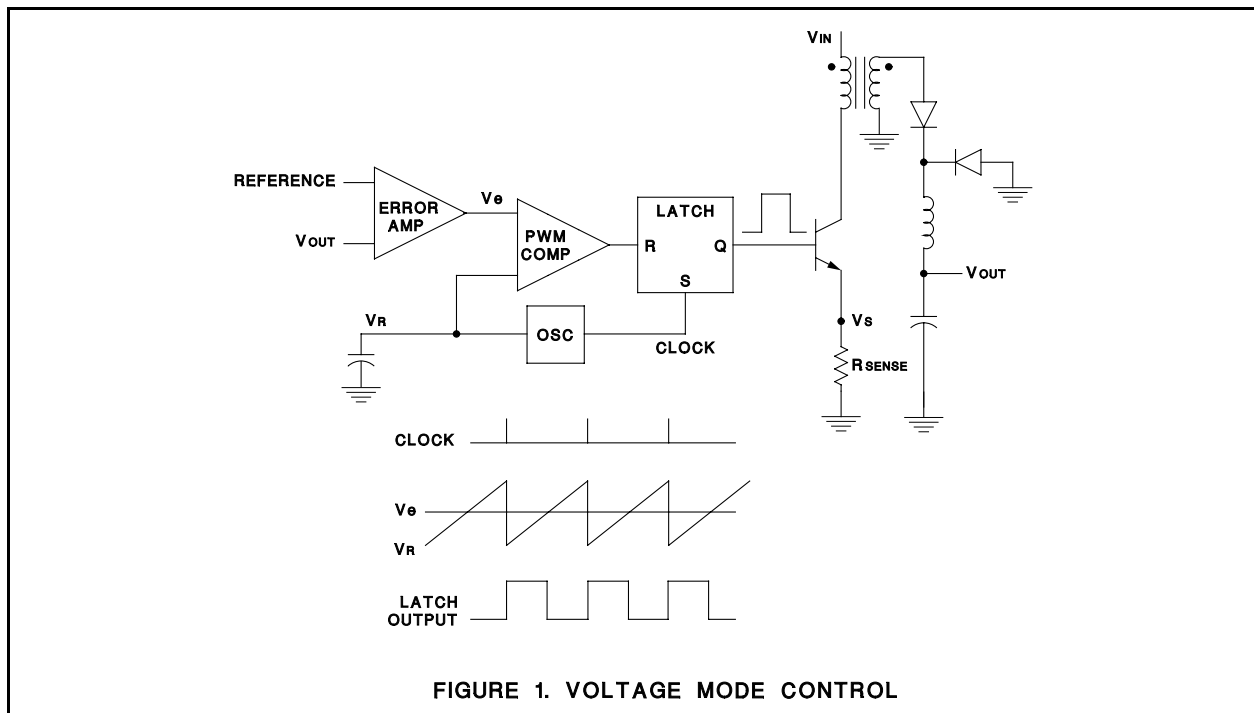 VIN
REFERENCE
ERROR
AMP
Ve
VOUT
PWM
COMP
LATCH
R
Q
S
VOUT
VR
OSC
CLOCK
VS
RSENSE
CLOCK
Ve
VR
LATCH
OUTPUT
FIGURE 1. VOLTAGE MODE CONTROL